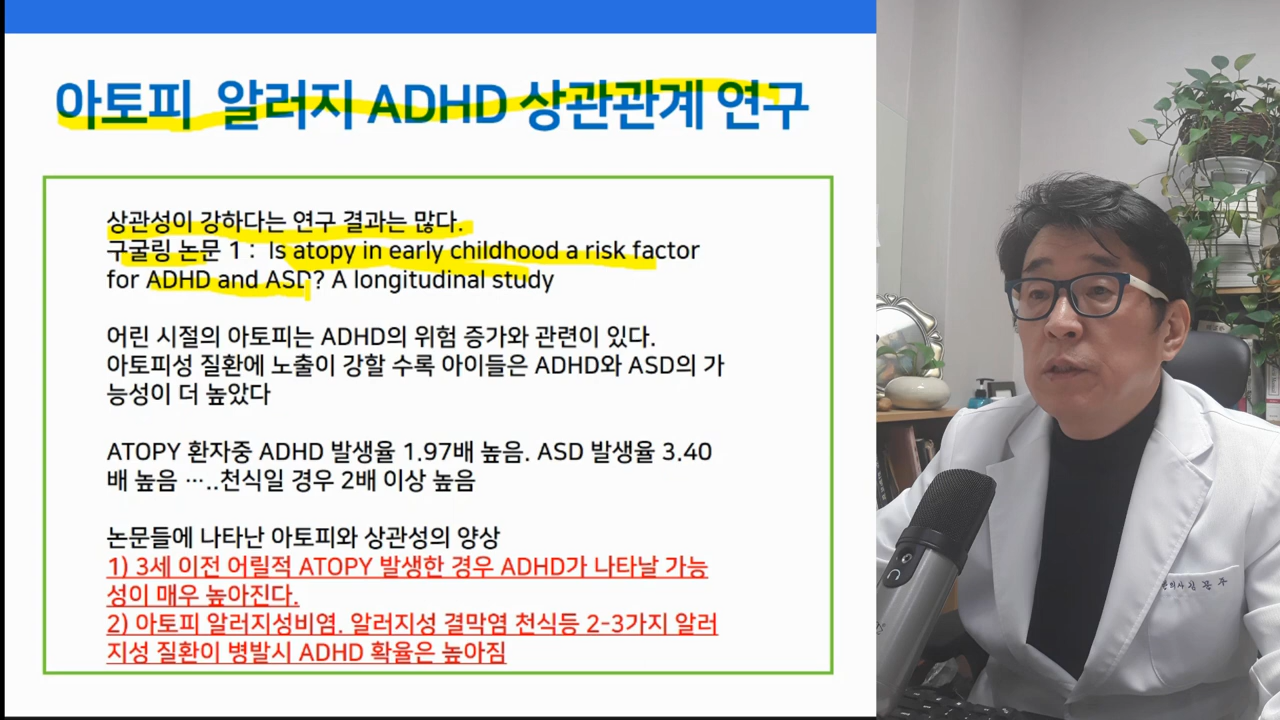 아토피 알러지 ADHD 상관관계 연구
상관성이 강하다는 연구 결과는 많다.
구굴링 논문 1 : Is atopy in early childhood a risk factor
for ADHD and ASD? A longitudinal study
어린 시절의 아토피는 ADHD의 위험 증가와 관련이 있다.
아토피성 질환에 노출이 강할 수록 아이들은 ADHD와 ASD의 가
능성이 더 높았다
ATOPY 환자중 ADHD 발생율 1.97배 높음. ASD 발생율 3.40
배 높음 …..천식일 경우 2배 이상 높음
논문들에 나타난 아토피와 상관성의 양상
1) 3세 이전 어릴적 ATOPY 발생한 경우 ADHD가 나타날 가능
성이 매우 높아진다.
2) 아토피 알러지성비염. 알러지성 결막염 천식등 2-3가지 알러
지성 질환이 병발시 ADHD 확율은 높아짐